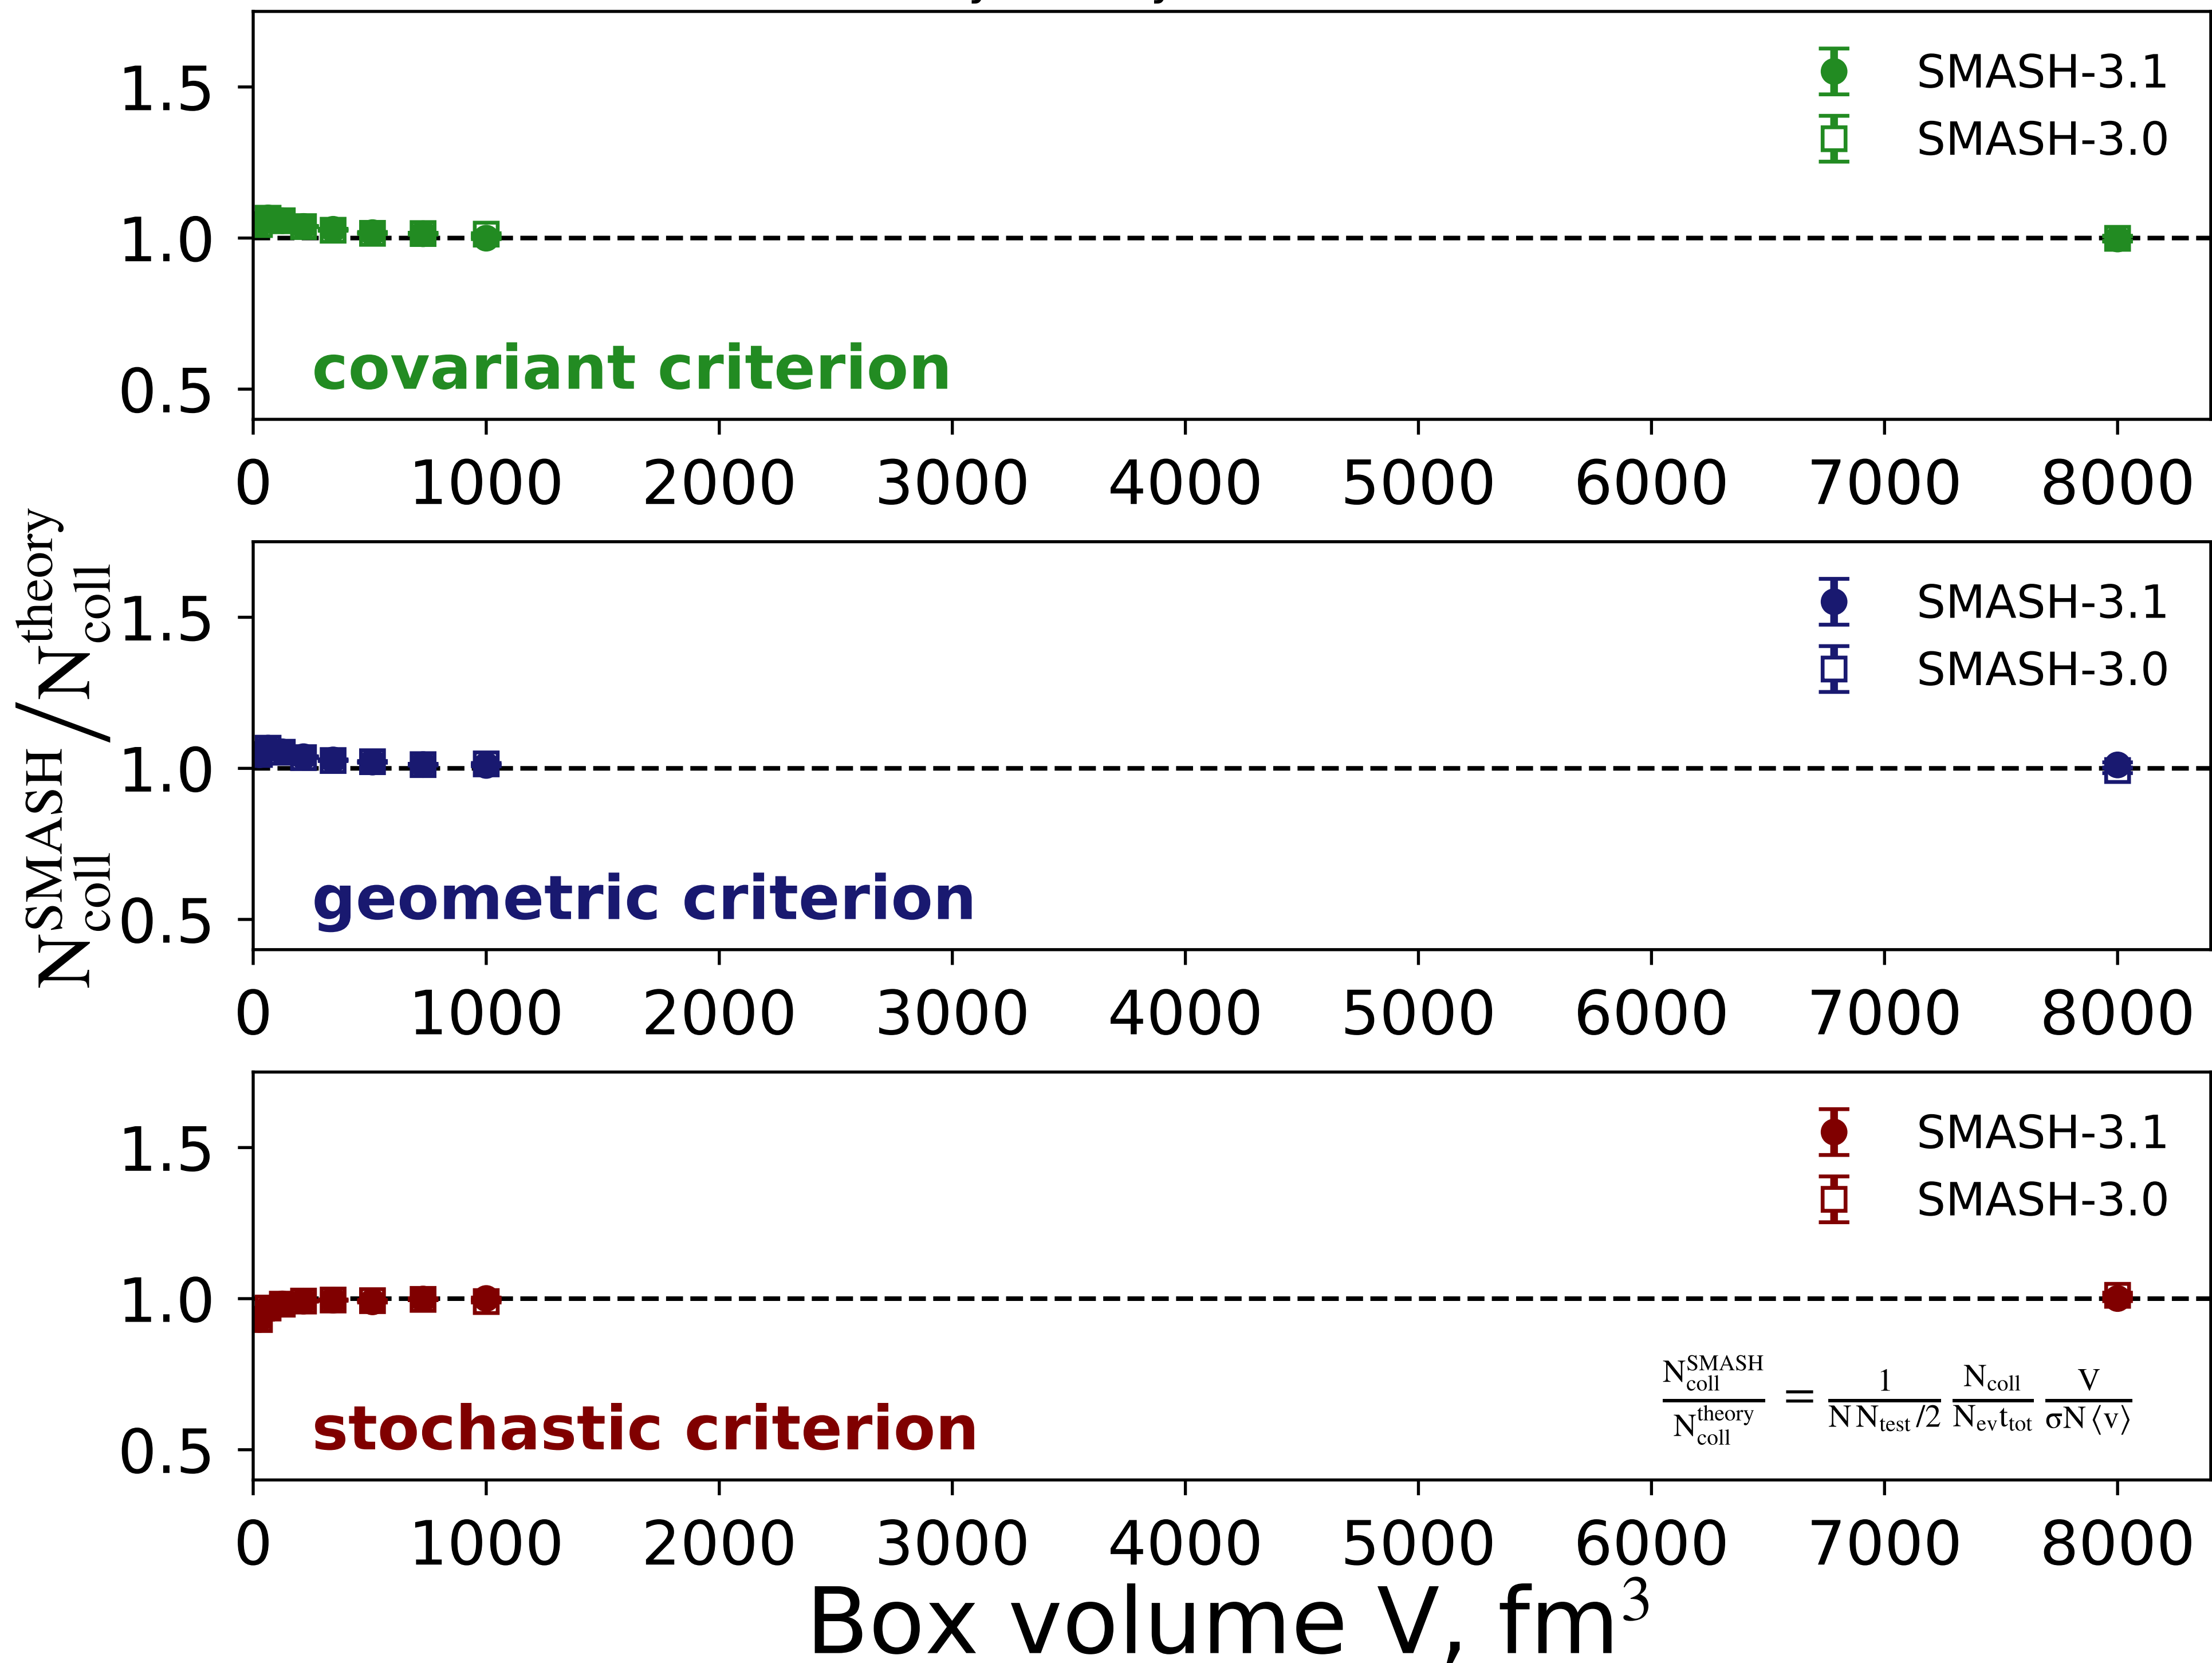 1.5
1.0
0.5
SMASH-3.1
SMASH-3.0
covariant criterion
0 1000 2000 3000 4000 5000 6000 7000 8000
N_coll^SMASH / N_coll^theory
1.5
1.0
0.5
SMASH-3.1
SMASH-3.0
geometric criterion
0 1000 2000 3000 4000 5000 6000 7000 8000
1.5
1.0
0.5
SMASH-3.1
SMASH-3.0
stochastic criterion
N_coll^SMASH / N_coll^theory = 1 / (N N_test /2) N_coll / (N_ev t_tot) V / (σN⟨v⟩)
0 1000 2000 3000 4000 5000 6000 7000 8000
Box volume V, fm³